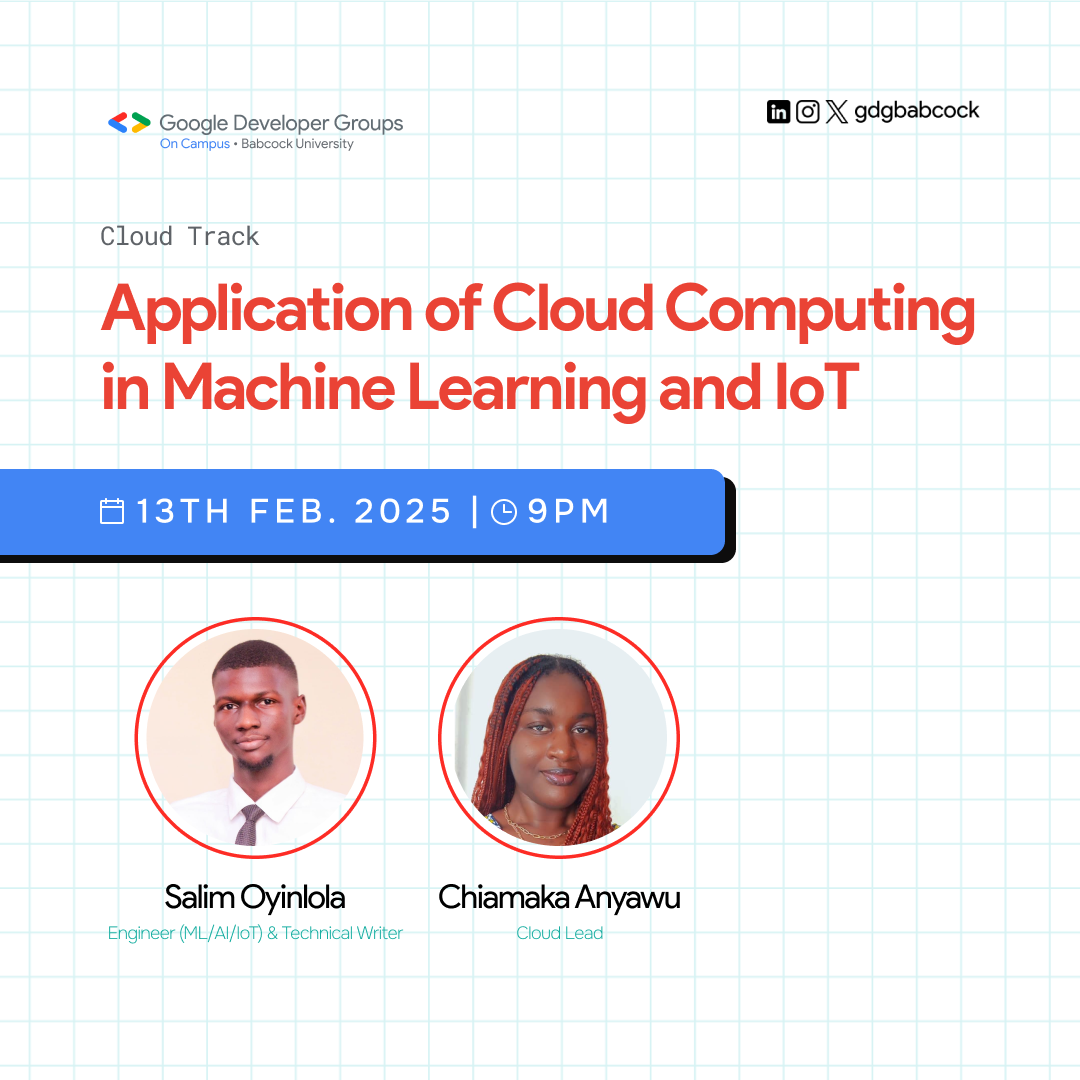 Google Developer Groups
On Campus • Babcock University
in gdgbabcock
Cloud Track
Application of Cloud Computing
in Machine Learning and IoT
13TH FEB. 2025 | 9PM
Salim Oyinlola
Engineer (ML/AI/IoT) & Technical Writer
Chiamaka Anyawu
Cloud Lead